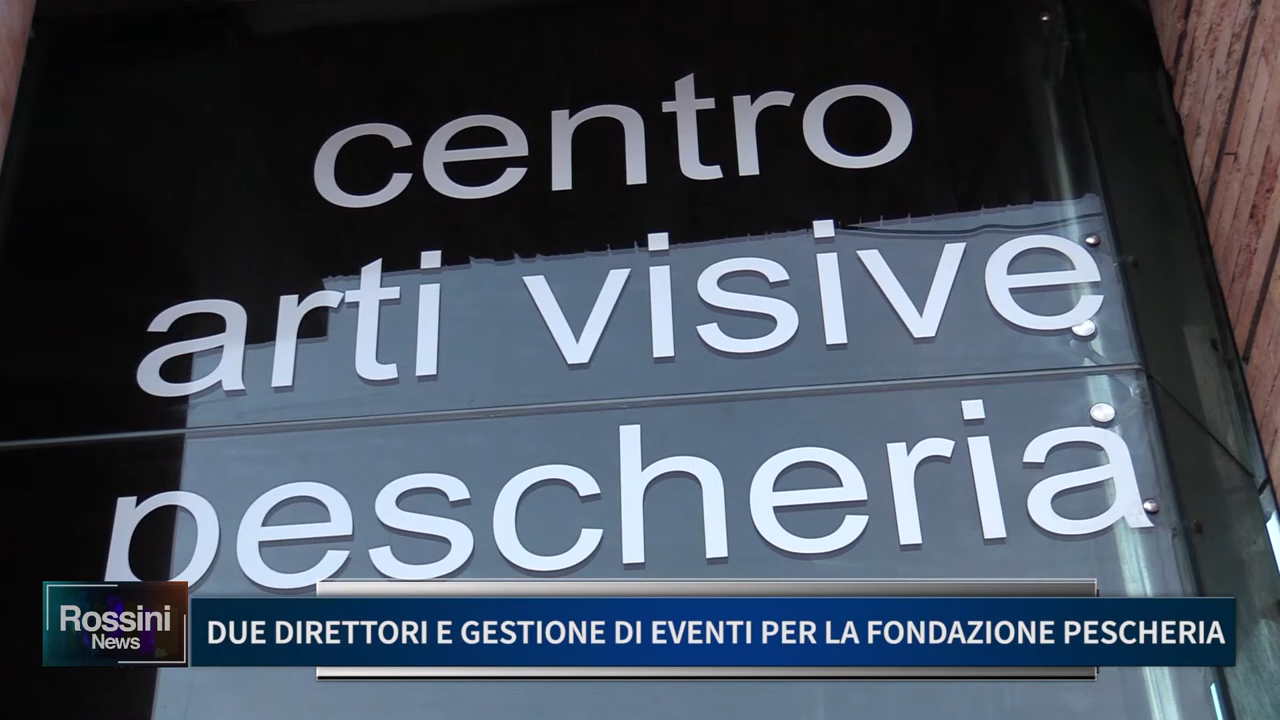 centro
arti visive
pescheria
Rossini
News
DUE DIRETTORI E GESTIONE DI EVENTI PER LA FONDAZIONE PESCHERIA